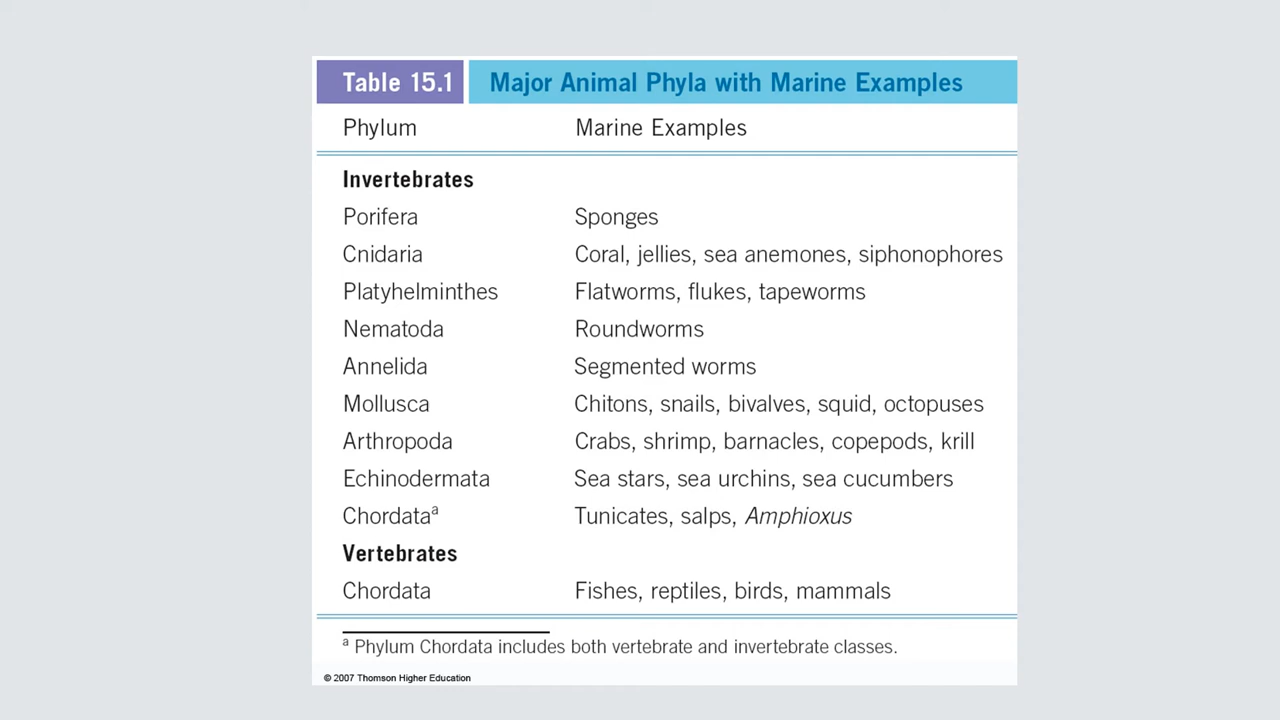 Table 15.1 Major Animal Phyla with Marine Examples
Phylum Marine Examples
Invertebrates
Porifera Sponges
Cnidaria Coral, jellies, sea anemones, siphonophores
Platyhelminthes Flatworms, flukes, tapeworms
Nematoda Roundworms
Annelida Segmented worms
Mollusca Chitons, snails, bivalves, squid, octopuses
Arthropoda Crabs, shrimp, barnacles, copepods, krill
Echinodermata Sea stars, sea urchins, sea cucumbers
Chordataᵃ Tunicates, salps, Amphioxus
Vertebrates
Chordata Fishes, reptiles, birds, mammals
ᵃ Phylum Chordata includes both vertebrate and invertebrate classes.
© 2007 Thomson Higher Education